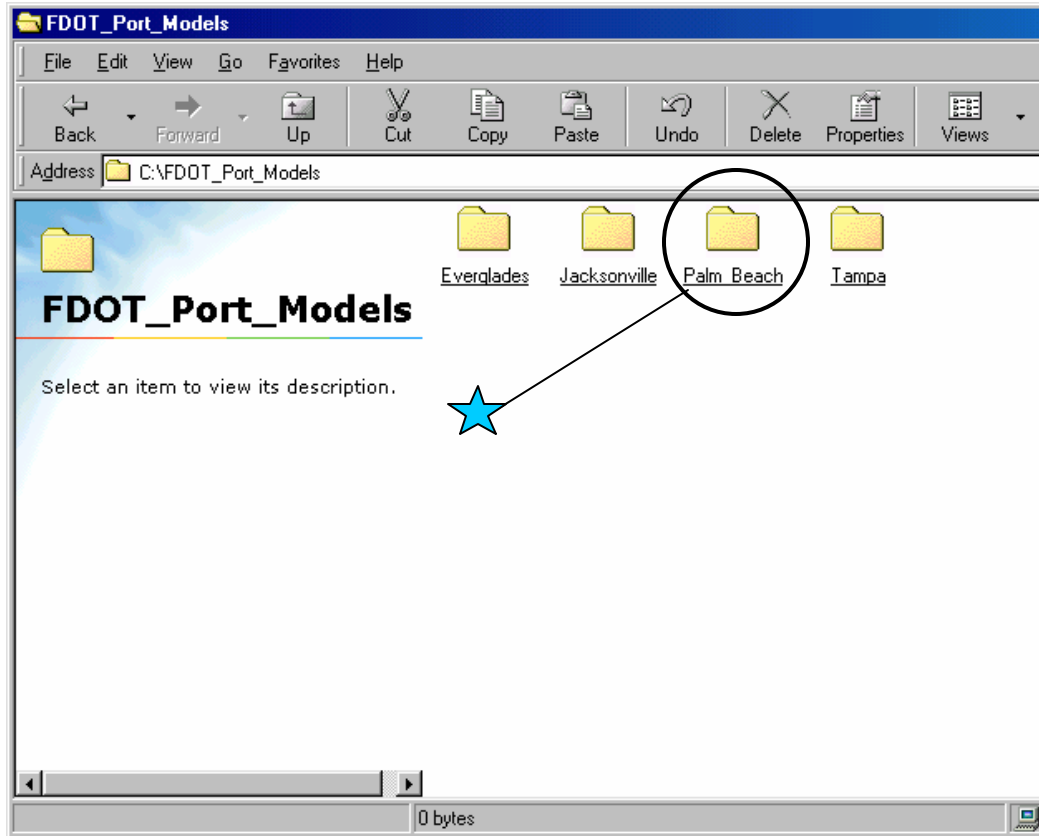 FDOT_Port_Models
File Edit View Go Favorites Help
Back Forward Up Cut Copy Paste Undo Delete Properties Views
Address C:\FDOT_Port_Models
Everglades Jacksonville Palm_Beach Tampa
FDOT_Port_Models
Select an item to view its description.
0 bytes